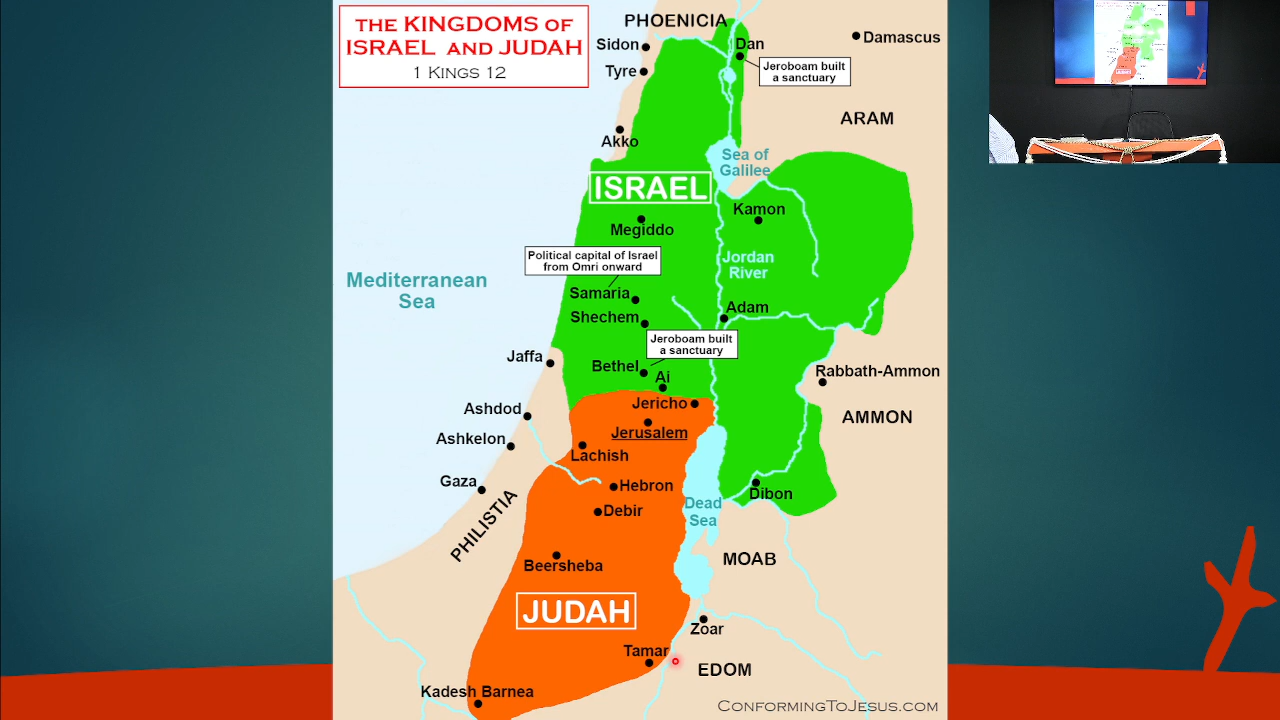 THE KINGDOMS OF
ISRAEL AND JUDAH
1 KINGS 12
PHOENICIA
Sidon
Dan
Damascus
Tyre
Jeroboam built
a sanctuary
ARAM
Akko
Sea of
Galilee
ISRAEL
Kamon
Megiddo
Political capital of Israel
from Omri onward
Jordan
River
Mediterranean
Sea
Samaria
Adam
Shechem
Jeroboam built
a sanctuary
Jaffa
Bethel
Ai
Rabbath-Ammon
Jericho
Ashdod
AMMON
Jerusalem
Ashkelon
Lachish
Gaza
Hebron
Dibon
Debir
Dead
Sea
PHILISTIA
MOAB
Beersheba
JUDAH
Zoar
Tamar
EDOM
Kadesh Barnea
CONFORMINGTOJESUS.COM
JUDAH